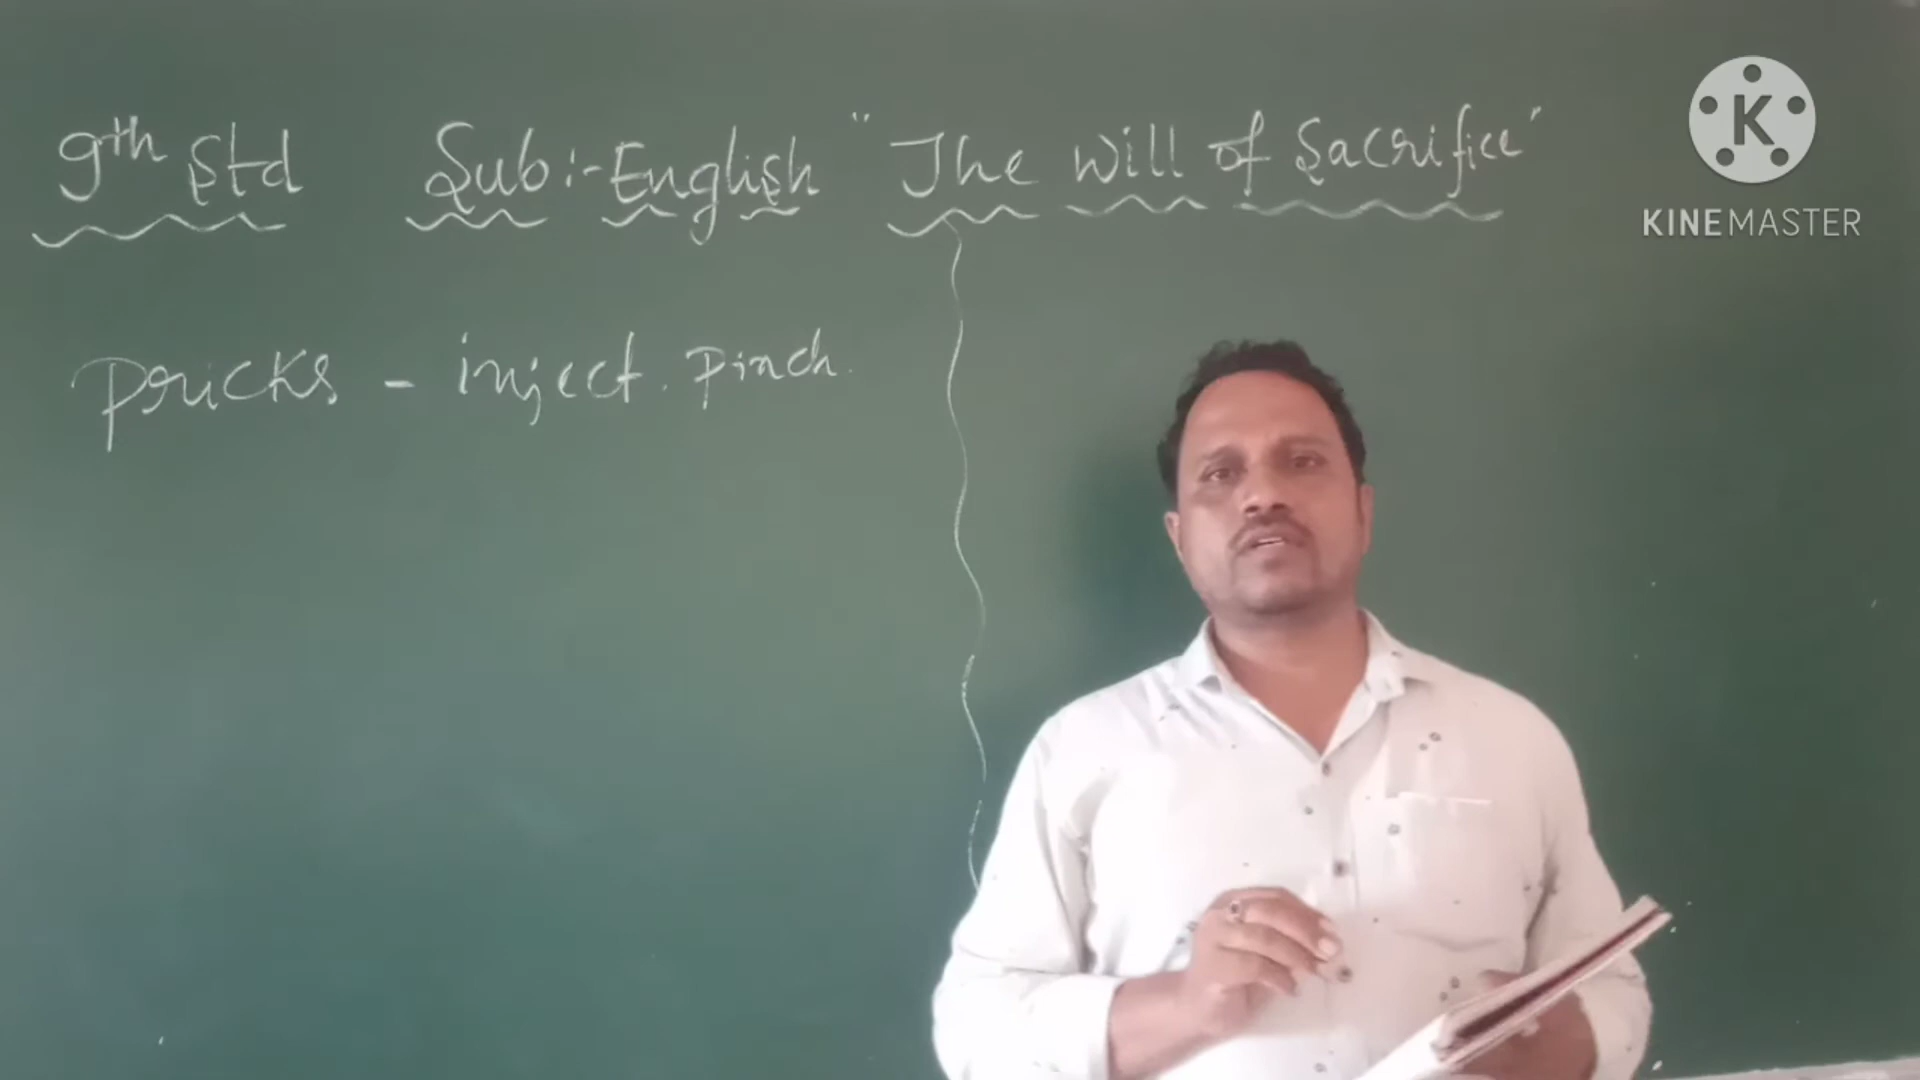 9th Std Sub:- English "The Will of Sacrifice"
Pricks - inject. Pinch.
K
KINEMASTER